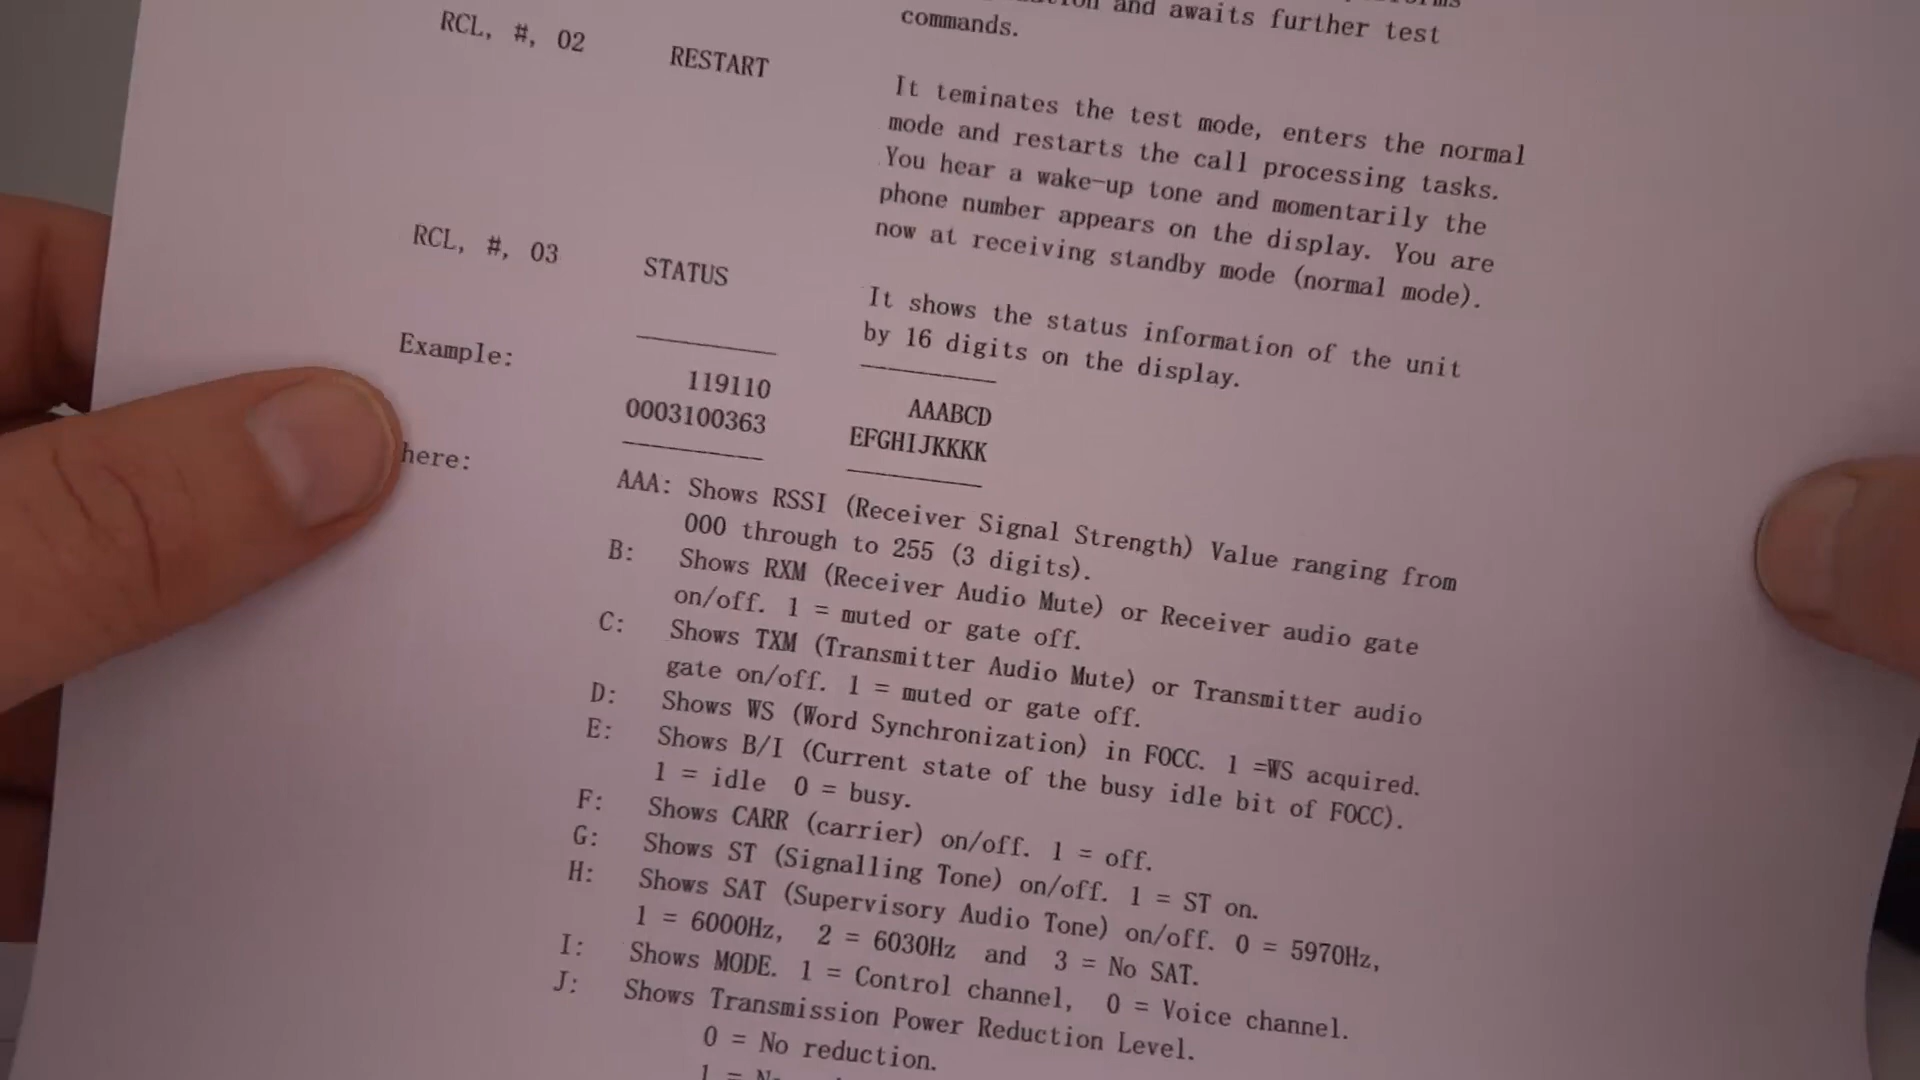 and awaits further test
commands.
RCL, #, 02 RESTART
It teminates the test mode, enters the normal
mode and restarts the call processing tasks.
You hear a wake-up tone and momentarily the
phone number appears on the display. You are
now at receiving standby mode (normal mode).
RCL, #, 03 STATUS
It shows the status information of the unit
by 16 digits on the display.
Example:
119110 AAABCD
0003100363 EFGHIJKKKK
here:
AAA: Shows RSSI (Receiver Signal Strength) Value ranging from
000 through to 255 (3 digits).
B: Shows RXM (Receiver Audio Mute) or Receiver audio gate
on/off. 1 = muted or gate off.
C: Shows TXM (Transmitter Audio Mute) or Transmitter audio
gate on/off. 1 = muted or gate off.
D: Shows WS (Word Synchronization) in FOCC. 1 =WS acquired.
E: Shows B/I (Current state of the busy idle bit of FOCC).
1 = idle 0 = busy.
F: Shows CARR (carrier) on/off. 1 = off.
G: Shows ST (Signalling Tone) on/off. 1 = ST on.
H: Shows SAT (Supervisory Audio Tone) on/off. 0 = 5970Hz,
1 = 6000Hz, 2 = 6030Hz and 3 = No SAT.
I: Shows MODE. 1 = Control channel, 0 = Voice channel.
J: Shows Transmission Power Reduction Level.
0 = No reduction.